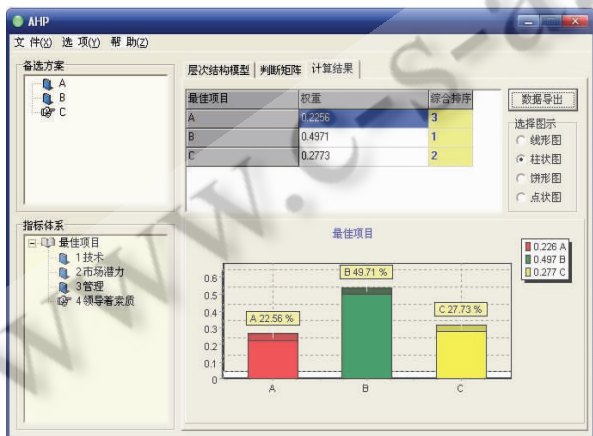 AHP
文 件(X) 选 项(Y) 帮 助(Z)
备选方案
A
B
C
层次结构模型 判断矩阵 计算结果
最佳项目 权重 综合排序
A 0.2256 3
B 0.4971 1
C 0.2773 2
数据导出
选择图示
线形图
柱状图
饼形图
点状图
指标体系
最佳项目
1技术
2市场潜力
3管理
4领导着素质
最佳项目
0.226 A
0.497 B
0.277 C
0.6
0.5
0.4
0.3
0.2
0.1
0
A 22.56 %
B 49.71 %
C 27.73 %
A B C
www.c-s-a.